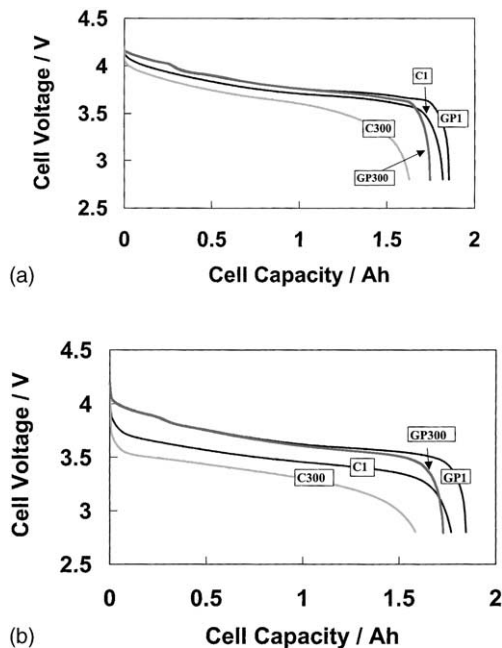 4.5
4
3.5
3
2.5
Cell Voltage / V
C1
GP1
C300
GP300
0 0.5 1 1.5 2
Cell Capacity / Ah
(a)
4.5
4
3.5
3
2.5
Cell Voltage / V
GP300
C1
GP1
C300
0 0.5 1 1.5 2
Cell Capacity / Ah
(b)